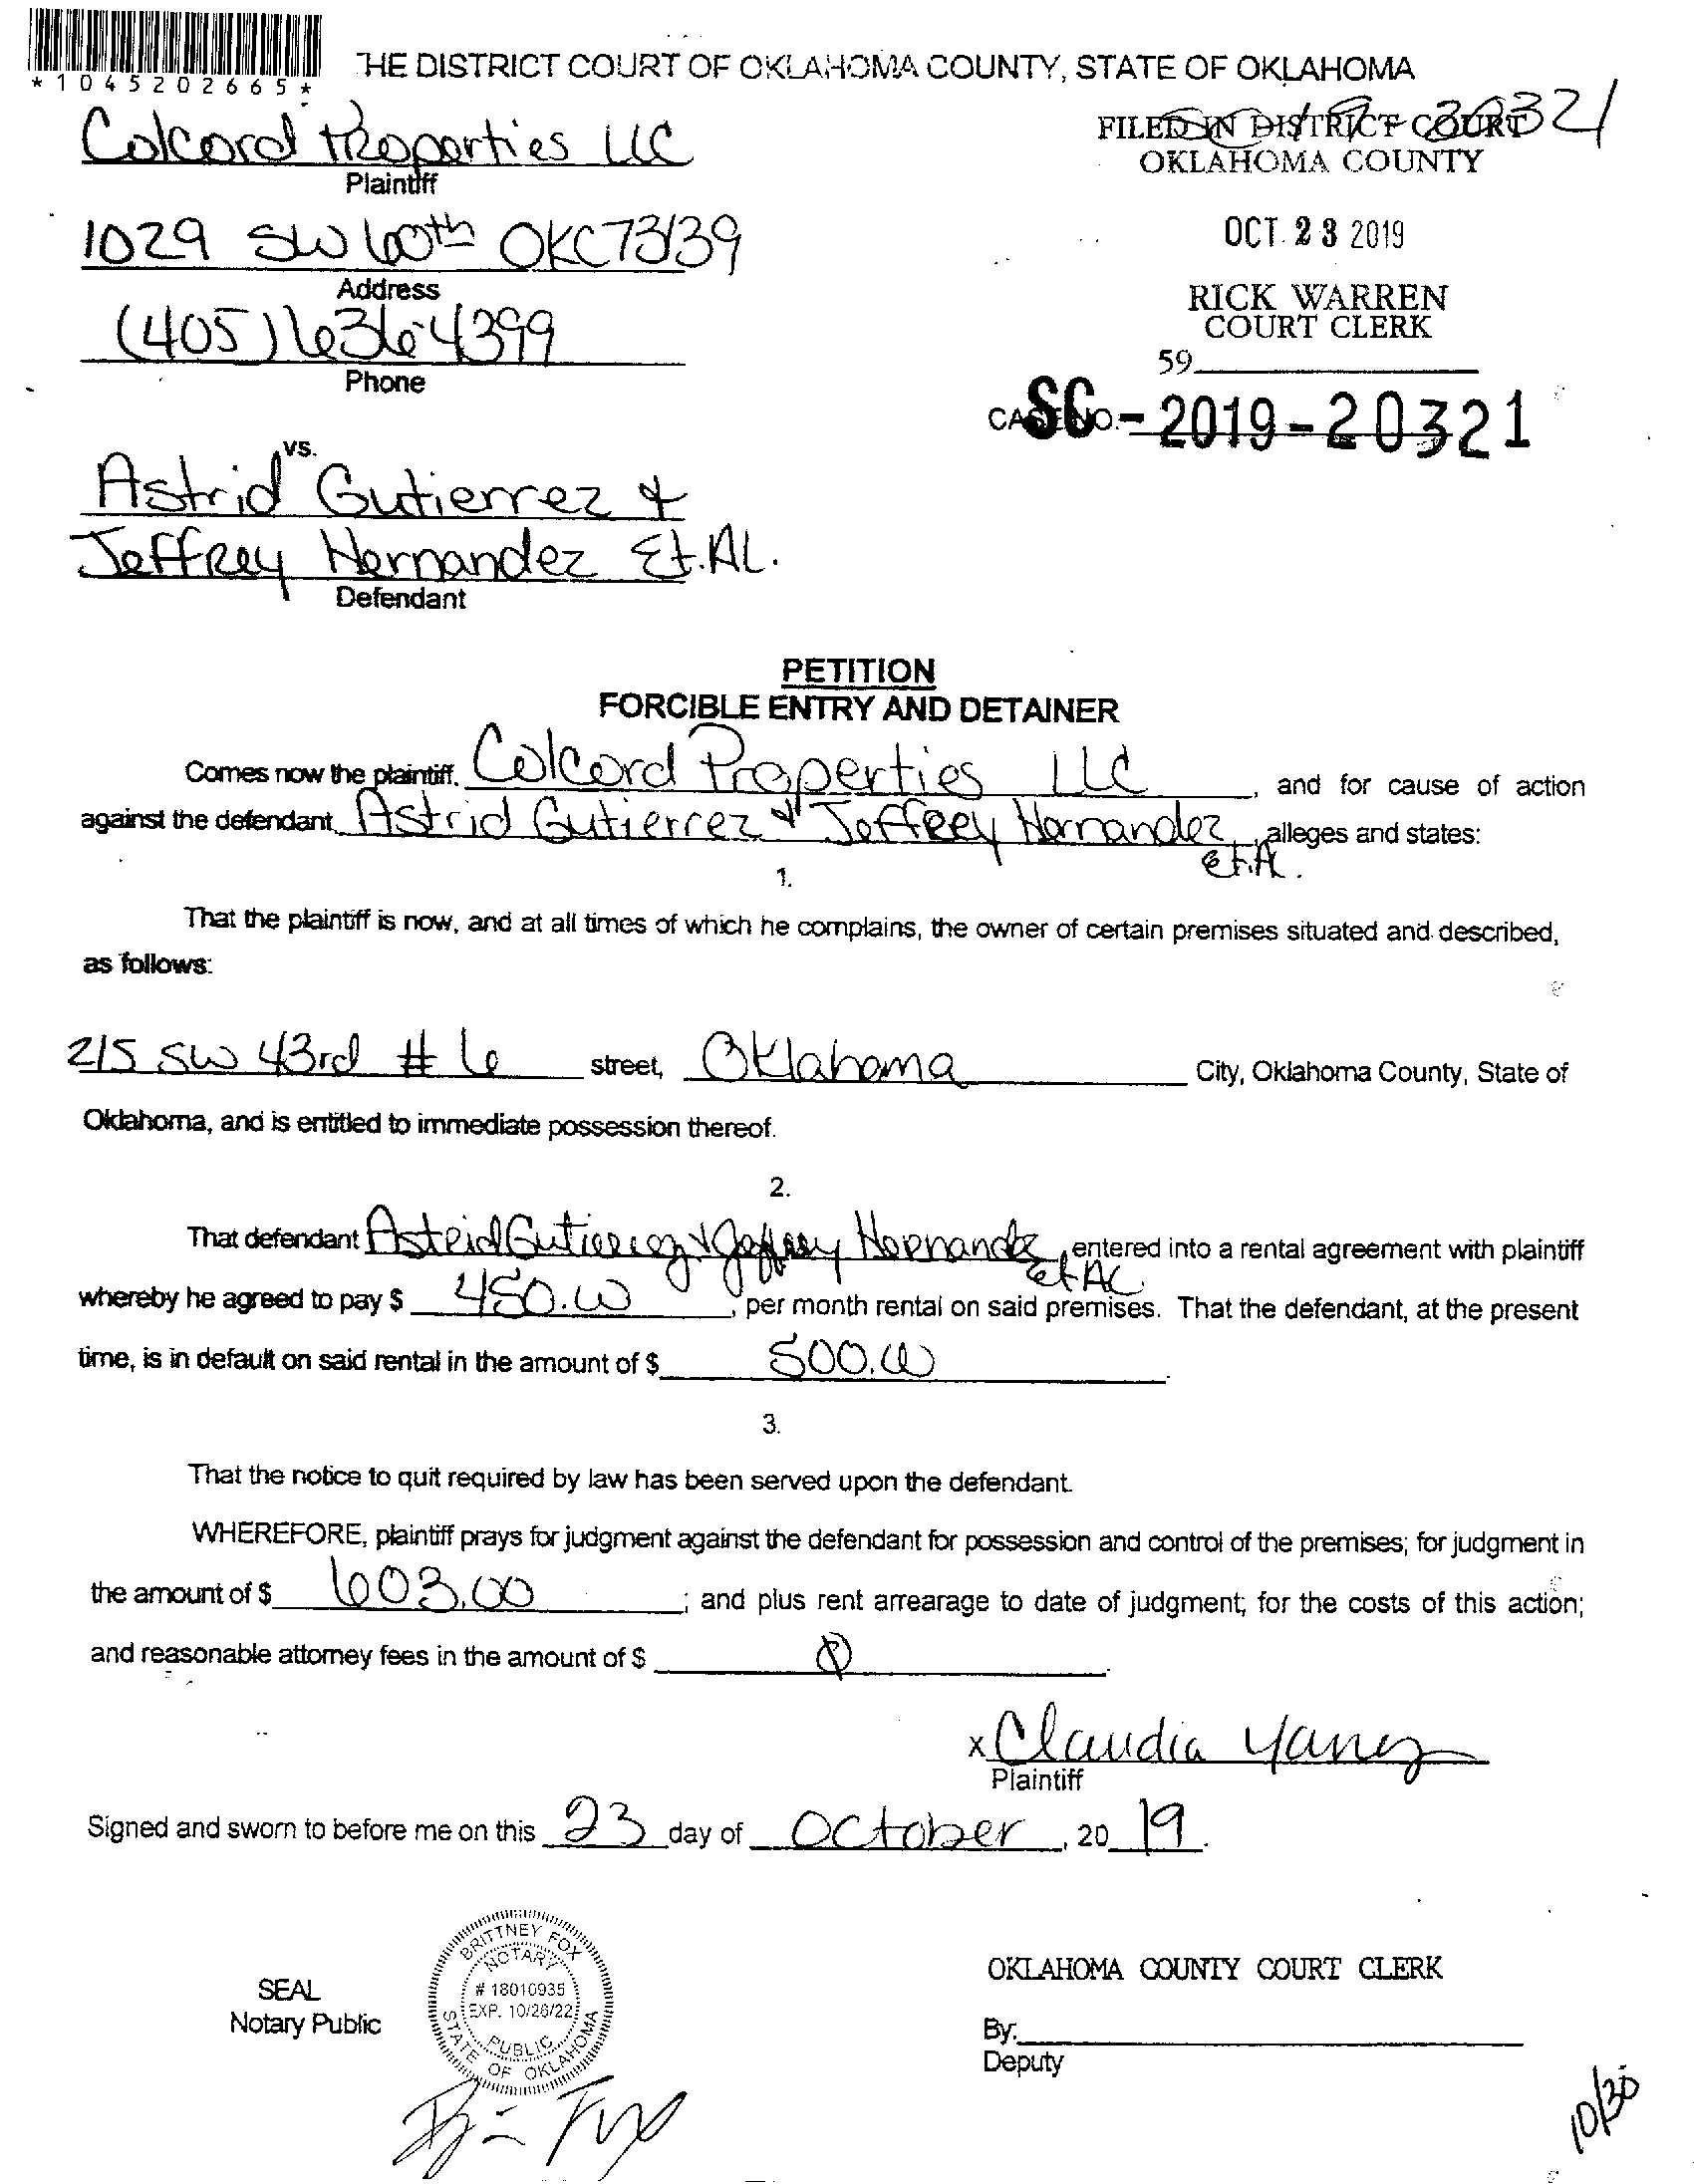 *1045202665*
THE DISTRICT COURT OF OKLAHOMA COUNTY, STATE OF OKLAHOMA
Colcord Properties LLC
Plaintiff
FILED IN DISTRICT COURT
OKLAHOMA COUNTY
1029 SW 60th OKC 73139
Address
OCT 23 2019
(405) 636-4399
Phone
RICK WARREN
COURT CLERK
59
CASE NO. SC-2019-20321
vs.
Astrid Gutierrez &
Jeffrey Hernandez Et. AL.
Defendant
PETITION
FORCIBLE ENTRY AND DETAINER
Comes now the plaintiff, Colcord Properties LLC, and for cause of action
against the defendant Astrid Gutierrez & Jeffrey Hernandez, alleges and states:
Et. Al.
1.
That the plaintiff is now, and at all times of which he complains, the owner of certain premises situated and described,
as follows:
215 SW 43rd # 6 street, Oklahoma City, Oklahoma County, State of
Oklahoma, and is entitled to immediate possession thereof.
2.
That defendant Astrid Gutierrez & Jeffrey Hernandez, entered into a rental agreement with plaintiff
et AL.
whereby he agreed to pay $ 450.00, per month rental on said premises. That the defendant, at the present
time, is in default on said rental in the amount of $ 500.00.
3.
That the notice to quit required by law has been served upon the defendant.
WHEREFORE, plaintiff prays for judgment against the defendant for possession and control of the premises; for judgment in
the amount of $ 603.00; and plus rent arrearage to date of judgment; for the costs of this action;
and reasonable attorney fees in the amount of $ 0.
x Claudia Yanez
Plaintiff
Signed and sworn to before me on this 23 day of October, 20 19.
SEAL
Notary Public
BRITTNEY FOX
NOTARY
# 18010935
EXP. 10/26/22
PUBLIC
STATE OF OKLAHOMA
OKLAHOMA COUNTY COURT CLERK
By:
Deputy
10/30